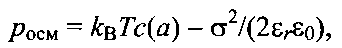 pосм = kBTc(a) − σ²/(2εrε0),